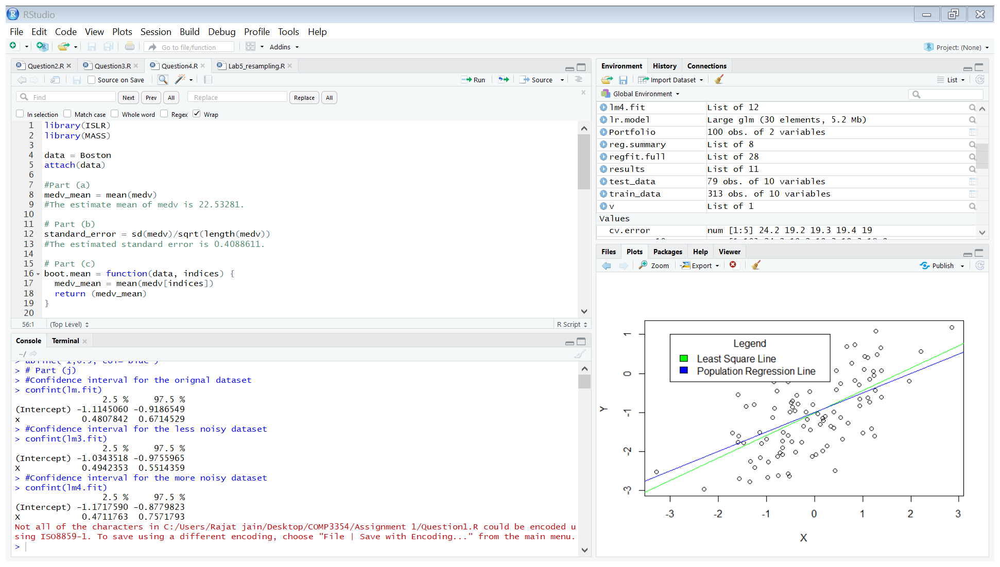 RStudio
File Edit Code View Plots Session Build Debug Profile Tools Help
Go to file/function Addins Project: (None)
Question2.R Question3.R Question4.R Lab5_resampling.R
Source on Save Run Source
Find Next Prev All Replace Replace All
In selection Match case Whole word Regex Wrap
1 library(ISLR)
2 library(MASS)
3
4 data = Boston
5 attach(data)
6
7 #Part (a)
8 medv_mean = mean(medv)
9 #The estimate mean of medv is 22.53281.
10
11 # Part (b)
12 standard_error = sd(medv)/sqrt(length(medv))
13 #The estimated standard error is 0.4088611.
14
15 # Part (c)
16 boot.mean = function(data, indices) {
17 medv_mean = mean(medv[indices])
18 return (medv_mean)
19 }
20
56:1 (Top Level) R Script
Console Terminal
~/
> # Part (j)
> #Confidence interval for the orignal dataset
> confint(lm.fit)
2.5 % 97.5 %
(Intercept) -1.1145060 -0.9186549
x 0.4807842 0.6714529
> #Confidence interval for the less noisy dataset
> confint(lm3.fit)
2.5 % 97.5 %
(Intercept) -1.0343518 -0.9755965
X 0.4942353 0.5514359
> #Confidence interval for the more noisy dataset
> confint(lm4.fit)
2.5 % 97.5 %
(Intercept) -1.1717590 -0.8779823
X 0.4711763 0.7571793
Not all of the characters in C:/Users/Rajat jain/Desktop/COMP3354/Assignment 1/Question1.R could be encoded u
sing ISO8859-1. To save using a different encoding, choose "File | Save with Encoding..." from the main menu.
>
Environment History Connections
Import Dataset List
Global Environment
lm4.fit List of 12
lr.model Large glm (30 elements, 5.2 Mb)
Portfolio 100 obs. of 2 variables
reg.summary List of 8
regfit.full List of 28
results List of 11
test_data 79 obs. of 10 variables
train_data 313 obs. of 10 variables
v List of 1
Values
cv.error num [1:5] 24.2 19.2 19.3 19.4 19
Files Plots Packages Help Viewer
Zoom Export Publish
Legend
Least Square Line
Population Regression Line
1
0
-1
-2
-3
Y
-3 -2 -1 0 1 2 3
X